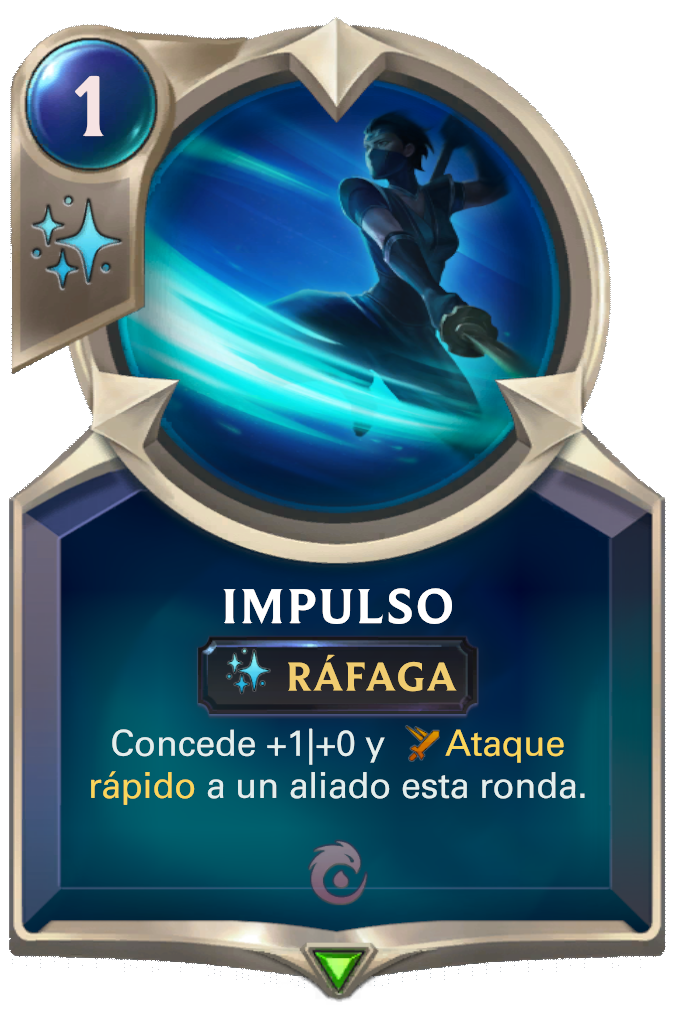 1
IMPULSO
RÁFAGA
Concede +1|+0 y Ataque
rápido a un aliado esta ronda.